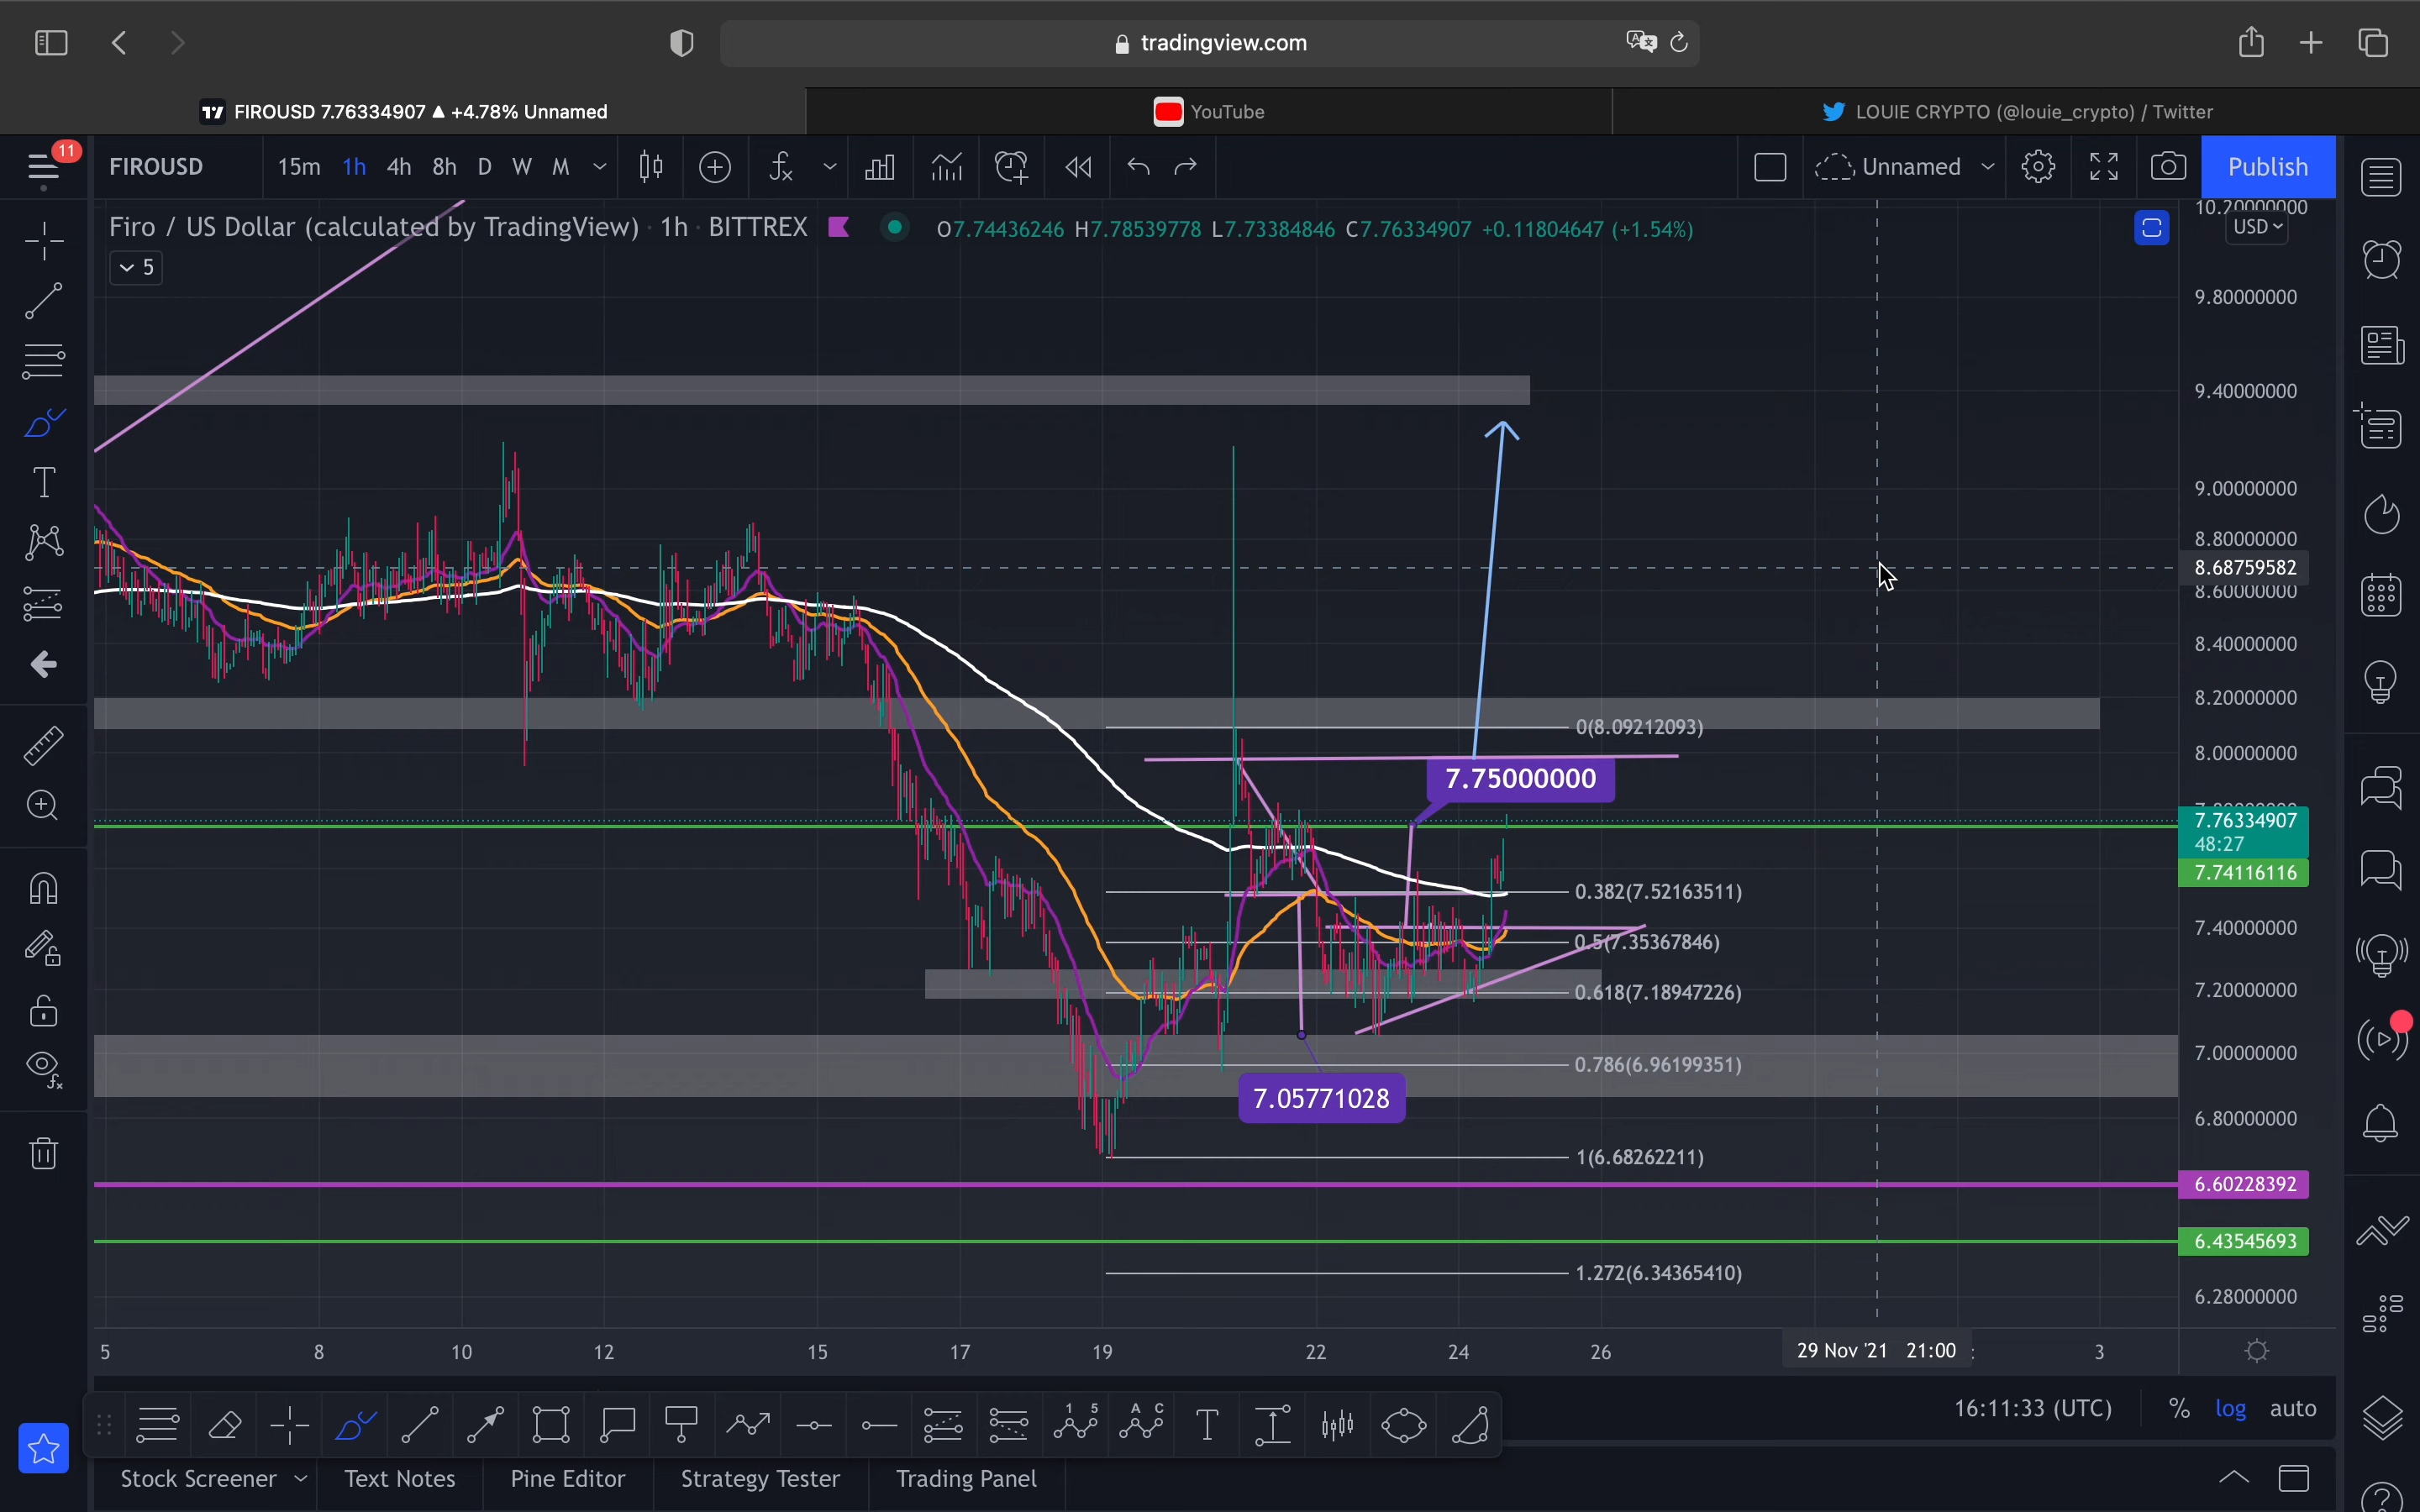 tradingview.com
FIROUSD 7.76334907 ▲ +4.78% Unnamed
YouTube
LOUIE CRYPTO (@louie_crypto) / Twitter
11
FIROUSD
15m 1h 4h 8h D W M
Unnamed
Publish
Firo / US Dollar (calculated by TradingView) · 1h · BITTREX
O7.74436246 H7.78539778 L7.73384846 C7.76334907 +0.11804647 (+1.54%)
5
USD
10.20000000
9.80000000
9.40000000
9.00000000
8.80000000
8.68759582
8.60000000
8.40000000
8.20000000
0(8.09212093)
8.00000000
7.75000000
7.76334907
48:27
7.74116116
0.382(7.52163511)
7.40000000
0.5(7.35367846)
0.618(7.18947226)
7.20000000
7.00000000
0.786(6.96199351)
7.05771028
6.80000000
1(6.68262211)
6.60228392
6.43545693
1.272(6.34365410)
6.28000000
5 8 10 12 15 17 19 22 24 26 29 Nov '21 21:00 3
16:11:33 (UTC) % log auto
1 5
A C
Stock Screener Text Notes Pine Editor Strategy Tester Trading Panel